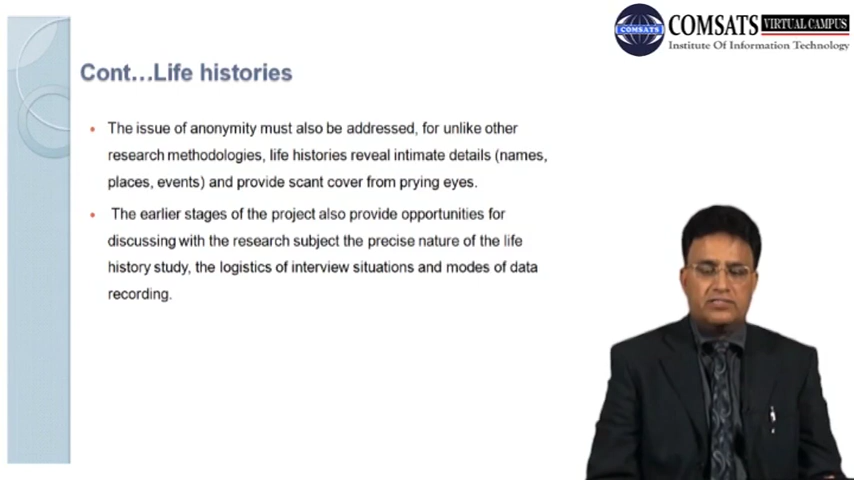 COMSATS VIRTUAL CAMPUS
COMSATS
Institute Of Information Technology
Cont…Life histories
• The issue of anonymity must also be addressed, for unlike other
research methodologies, life histories reveal intimate details (names,
places, events) and provide scant cover from prying eyes.
• The earlier stages of the project also provide opportunities for
discussing with the research subject the precise nature of the life
history study, the logistics of interview situations and modes of data
recording.